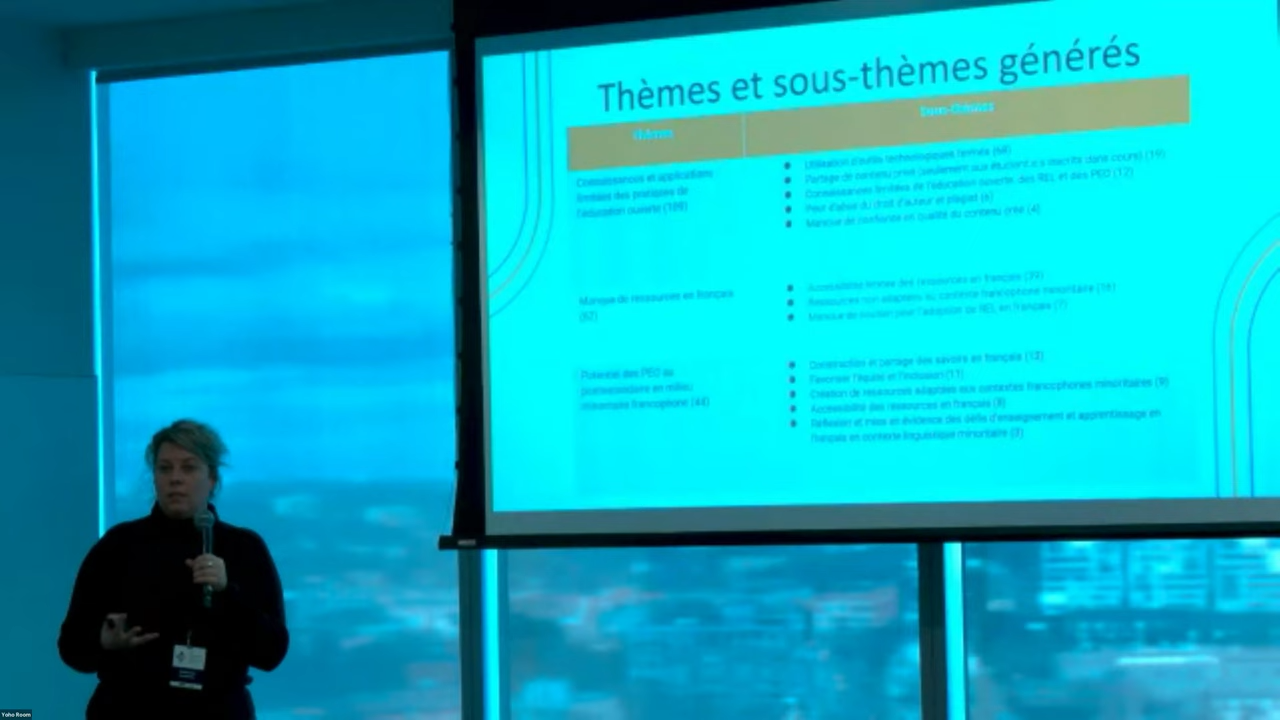 Thèmes et sous-thèmes générés
Thèmes
Sous-thèmes
Connaissances et applications
limitées des pratiques de
l'éducation ouverte (109)
Utilisation d'outils technologiques fermés (68)
Partage de contenu privé (seulement aux étudiant.e.s inscrits dans cours) (19)
Connaissances limitées de l'éducation ouverte, des REL et des PEO (12)
Peur d'abus du droit d'auteur et plagiat (6)
Manque de confiance en qualité du contenu créé (4)
Manque de ressources en français
(62)
Accessibilité limitée des ressources en français (39)
Ressources non adaptées au contexte francophone minoritaire (16)
Manque de soutien pour l'adoption de REL en français (7)
Potentiel des PEO au
postsecondaire en milieu
minoritaire francophone (44)
Construction et partage des savoirs en français (13)
Favoriser l'équité et l'inclusion (11)
Création de ressources adaptées aux contextes francophones minoritaires (9)
Accessibilité des ressources en français (8)
Réflexion et mise en évidence des défis d'enseignement et apprentissage en
français en contexte linguistique minoritaire (3)
Yoho Room